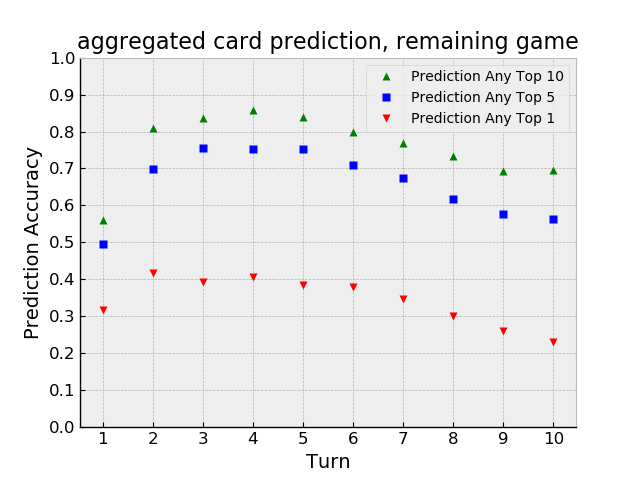 aggregated card prediction, remaining game
Prediction Any Top 10
Prediction Any Top 5
Prediction Any Top 1
Prediction Accuracy
1.0
0.9
0.8
0.7
0.6
0.5
0.4
0.3
0.2
0.1
0.0
1 2 3 4 5 6 7 8 9 10
Turn